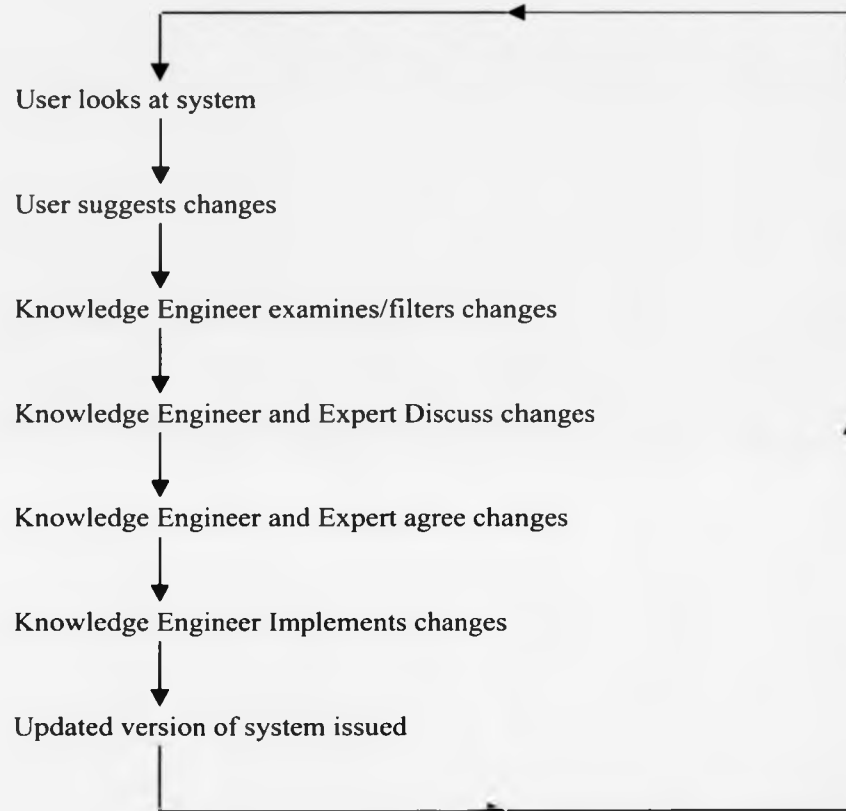 User looks at system
User suggests changes
Knowledge Engineer examines/filters changes
Knowledge Engineer and Expert Discuss changes
Knowledge Engineer and Expert agree changes
Knowledge Engineer Implements changes
Updated version of system issued